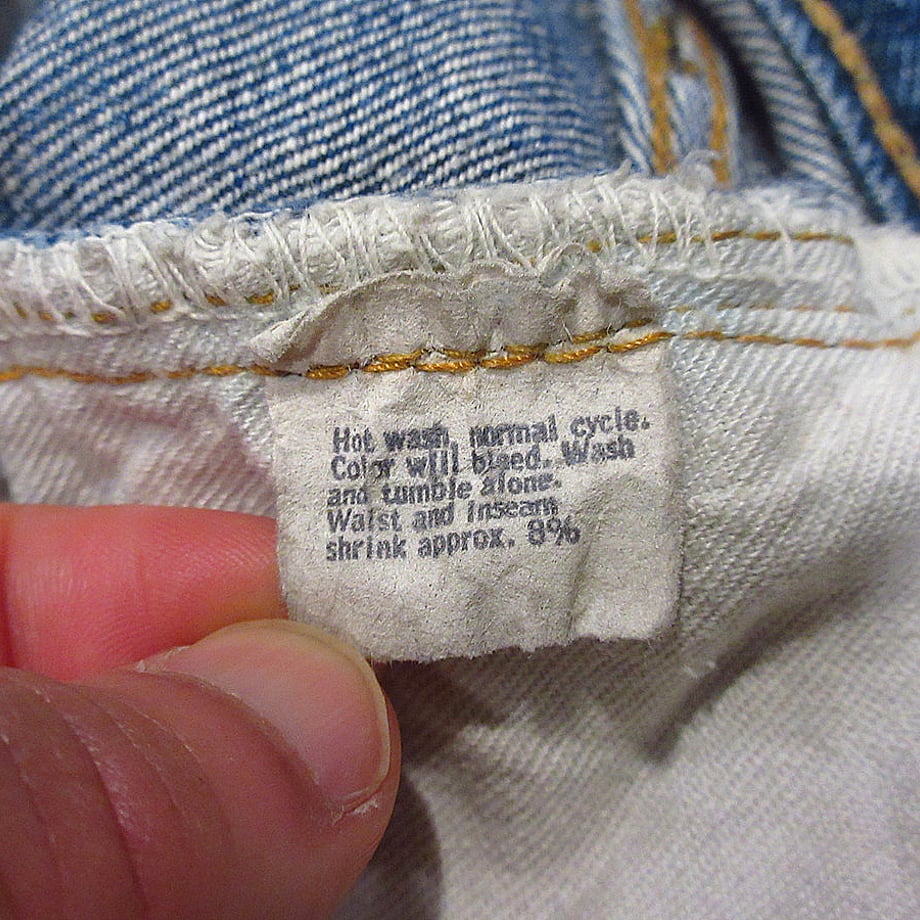 Hot wash, normal cycle.
Color will bleed. Wash
and tumble alone.
Waist and inseam
shrink approx. 8%